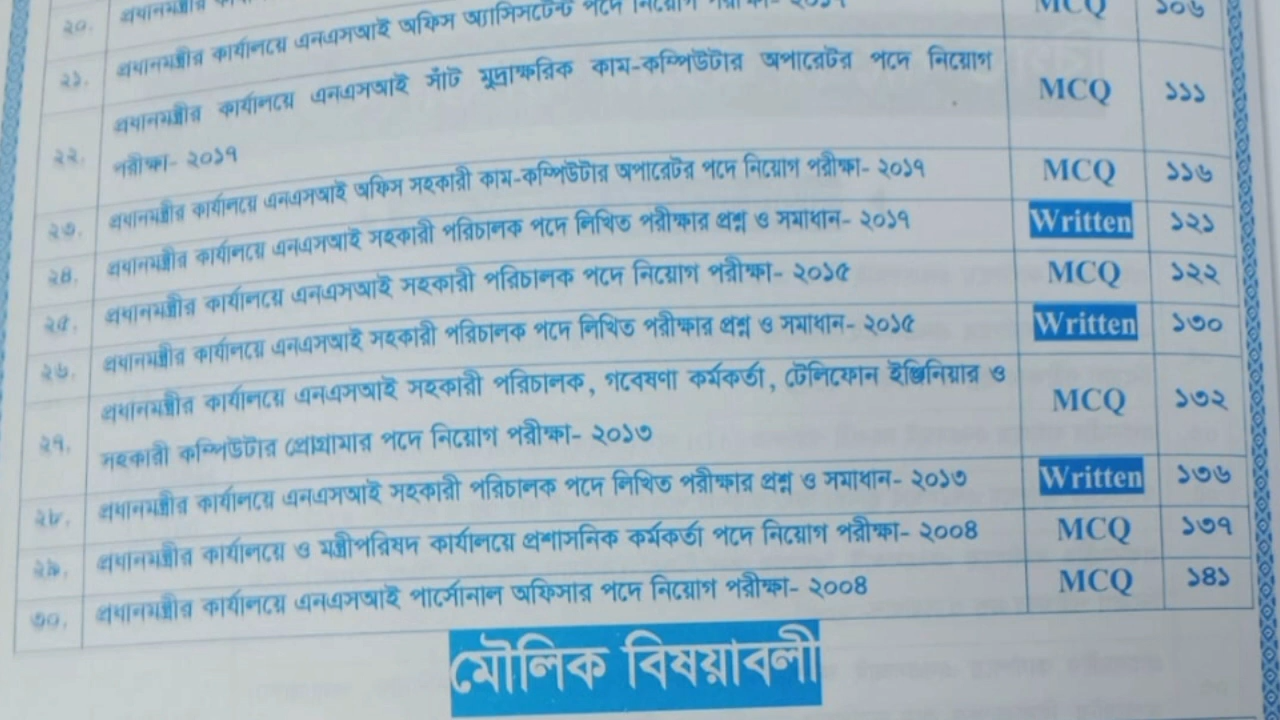 ২০. প্রধানমন্ত্রীর
২১. প্রধানমন্ত্রীর কার্যালয়ে এনএসআই অফিস অ্যাসিসটেন্ট পদে নিয়োগ পরীক্ষা- ২০১৭ MCQ ১০৬
২২. প্রধানমন্ত্রীর কার্যালয়ে এনএসআই সাঁট মুদ্রাক্ষরিক কাম-কম্পিউটার অপারেটর পদে নিয়োগ MCQ ১১১
পরীক্ষা- ২০১৭
২৩. প্রধানমন্ত্রীর কার্যালয়ে এনএসআই অফিস সহকারী কাম-কম্পিউটার অপারেটর পদে নিয়োগ পরীক্ষা- ২০১৭ MCQ ১১৬
২৪. প্রধানমন্ত্রীর কার্যালয়ে এনএসআই সহকারী পরিচালক পদে লিখিত পরীক্ষার প্রশ্ন ও সমাধান- ২০১৭ Written ১২১
২৫. প্রধানমন্ত্রীর কার্যালয়ে এনএসআই সহকারী পরিচালক পদে নিয়োগ পরীক্ষা- ২০১৫ MCQ ১২২
২৬. প্রধানমন্ত্রীর কার্যালয়ে এনএসআই সহকারী পরিচালক পদে লিখিত পরীক্ষার প্রশ্ন ও সমাধান- ২০১৫ Written ১৩০
২৭. প্রধানমন্ত্রীর কার্যালয়ে এনএসআই সহকারী পরিচালক, গবেষণা কর্মকর্তা, টেলিফোন ইঞ্জিনিয়ার ও MCQ ১৩২
সহকারী কম্পিউটার প্রোগ্রামার পদে নিয়োগ পরীক্ষা- ২০১৩
২৮. প্রধানমন্ত্রীর কার্যালয়ে এনএসআই সহকারী পরিচালক পদে লিখিত পরীক্ষার প্রশ্ন ও সমাধান- ২০১৩ Written ১৩৬
২৯. প্রধানমন্ত্রীর কার্যালয়ে ও মন্ত্রীপরিষদ কার্যালয়ে প্রশাসনিক কর্মকর্তা পদে নিয়োগ পরীক্ষা- ২০০৪ MCQ ১৩৭
৩০. প্রধানমন্ত্রীর কার্যালয়ে এনএসআই পার্সোনাল অফিসার পদে নিয়োগ পরীক্ষা- ২০০৪ MCQ ১৪১
মৌলিক বিষয়াবলী